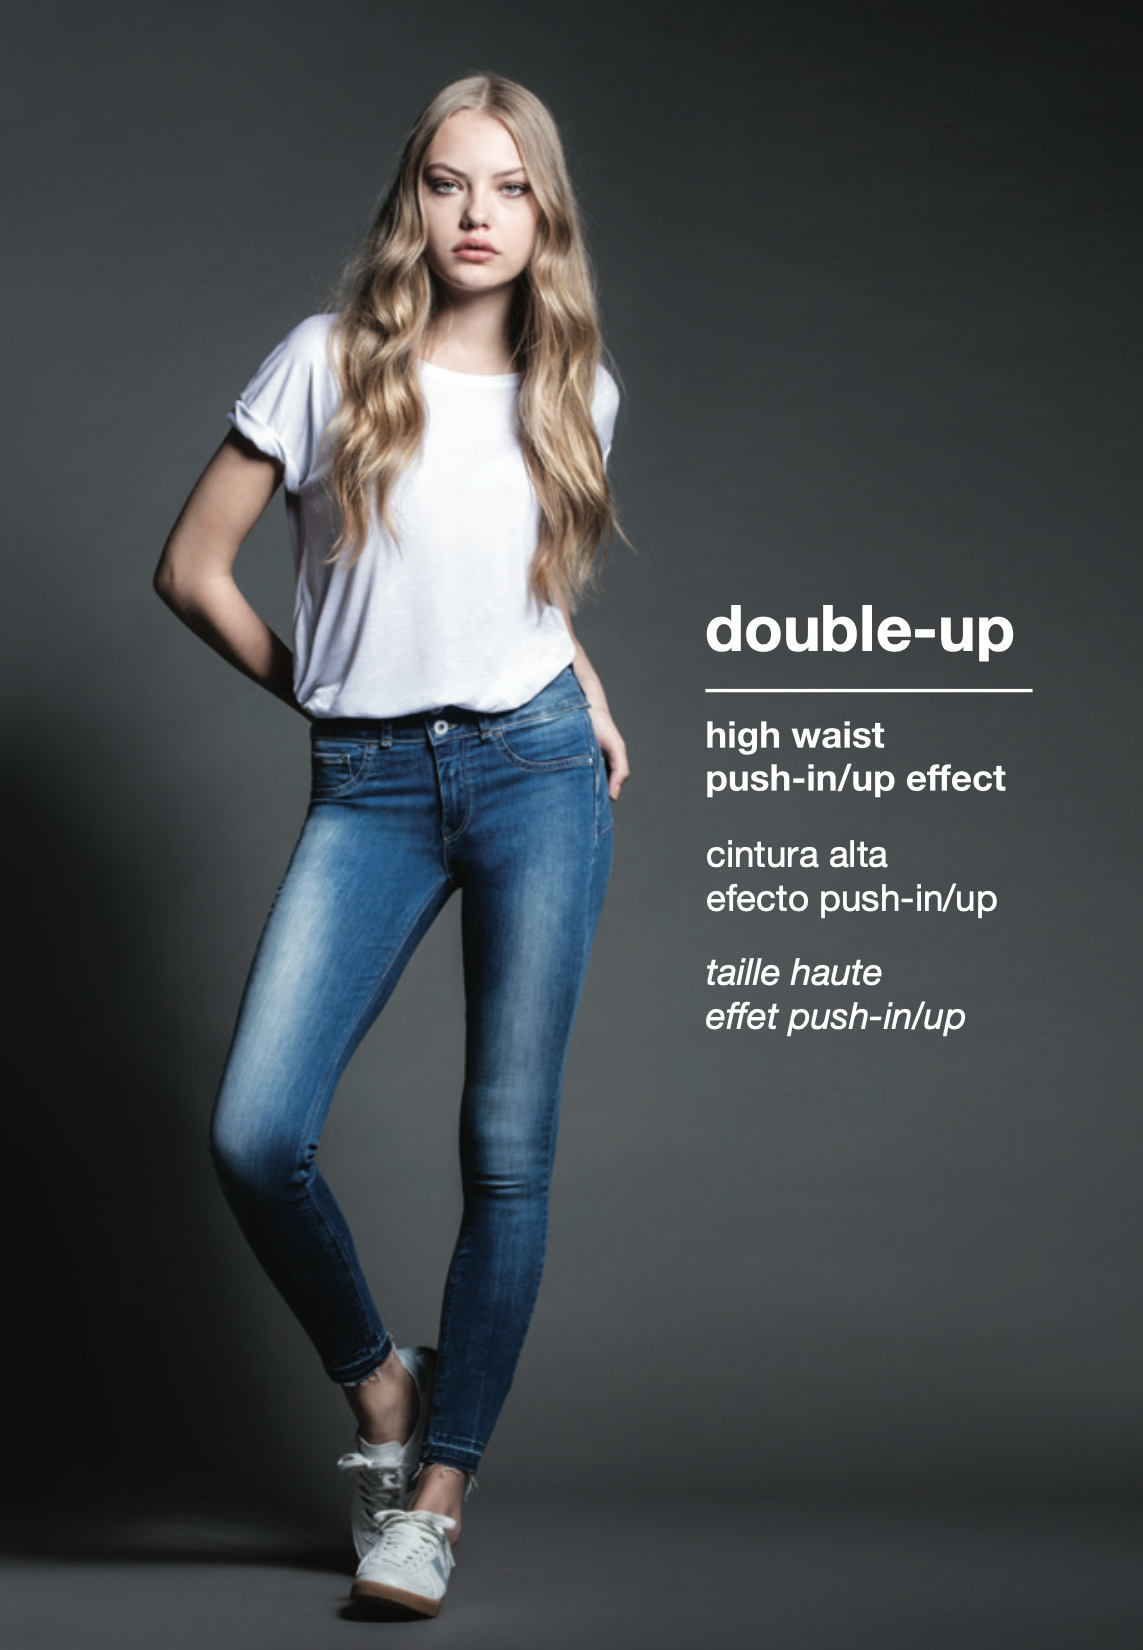 double-up
high waist
push-in/up effect
cintura alta
efecto push-in/up
taille haute
effet push-in/up